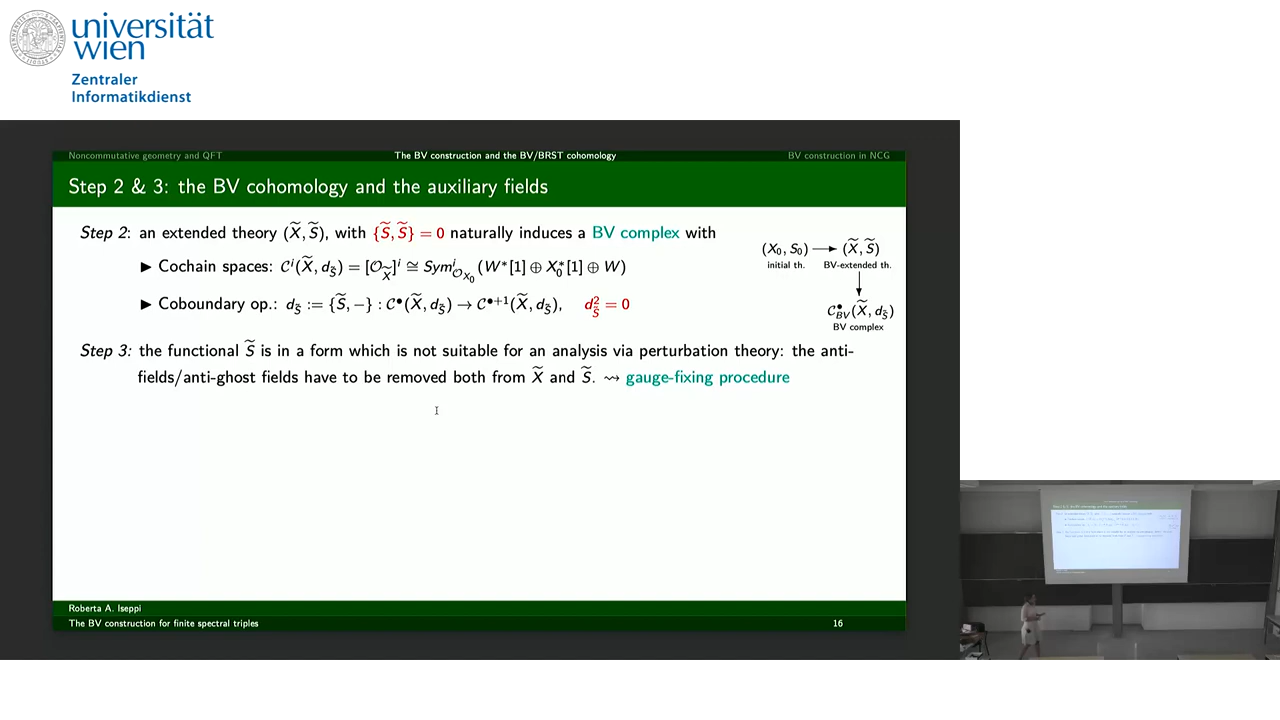 universität
wien
Zentraler
Informatikdienst
Noncommutative geometry and QFT The BV construction and the BV/BRST cohomology BV construction in NCG
Step 2 & 3: the BV cohomology and the auxiliary fields
Step 2: an extended theory (X̃, S̃), with {S̃, S̃} = 0 naturally induces a BV complex with
▶ Cochain spaces: 𝒞ⁱ(X̃, d_S̃) = [𝒪_X̃]ⁱ ≅ Symⁱ_𝒪_X₀ (W*[1] ⊕ X₀*[1] ⊕ W)
▶ Coboundary op.: d_S̃ := {S̃, −} : 𝒞^•(X̃, d_S̃) → 𝒞^•+1(X̃, d_S̃), d²_S̃ = 0
(X₀, S₀) ⟶ (X̃, S̃)
initial th. BV-extended th.
𝒞^•_BV(X̃, d_S̃)
BV complex
Step 3: the functional S̃ is in a form which is not suitable for an analysis via perturbation theory: the anti-
fields/anti-ghost fields have to be removed both from X̃ and S̃. ⇝ gauge-fixing procedure
Roberta A. Iseppi
The BV construction for finite spectral triples 16